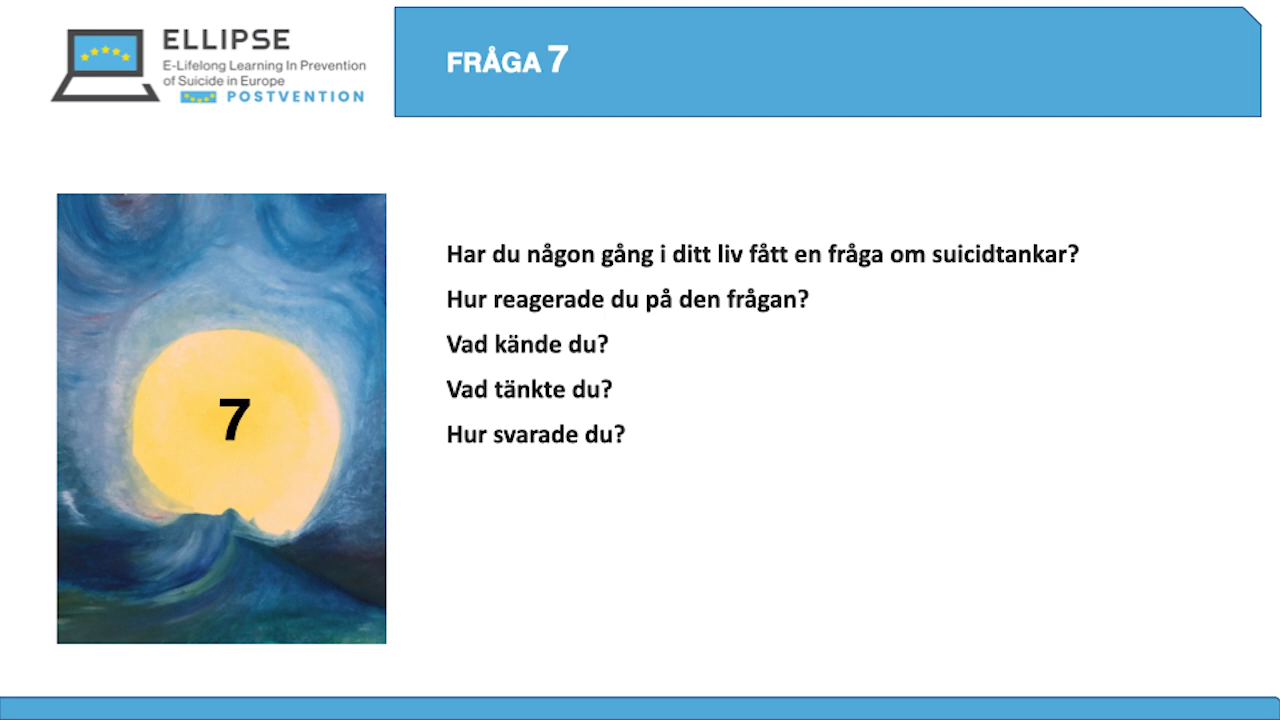 ELLIPSE
E-Lifelong Learning In Prevention
of Suicide in Europe
POSTVENTION
FRÅGA 7
7
Har du någon gång i ditt liv fått en fråga om suicidtankar?
Hur reagerade du på den frågan?
Vad kände du?
Vad tänkte du?
Hur svarade du?